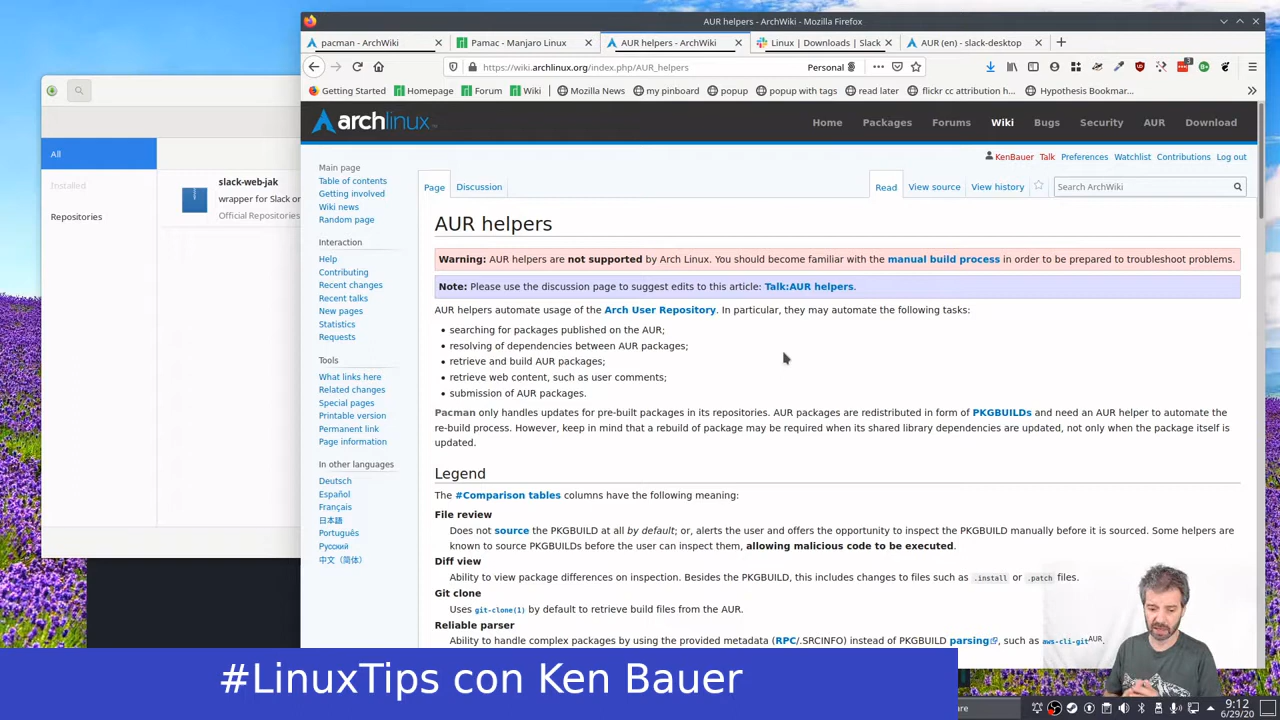 AUR helpers - ArchWiki - Mozilla Firefox
pacman - ArchWiki
Pamac - Manjaro Linux
AUR helpers - ArchWiki
Linux | Downloads | Slack
AUR (en) - slack-desktop
https://wiki.archlinux.org/index.php/AUR_helpers
Personal
Getting Started
Homepage
Forum
Wiki
Mozilla News
my pinboard
popup
popup with tags
read later
flickr cc attribution h...
Hypothesis Bookmar...
archlinux
Home Packages Forums Wiki Bugs Security AUR Download
KenBauer Talk Preferences Watchlist Contributions Log out
All
Installed
Repositories
slack-web-jak
wrapper for Slack or
Official Repositories
Main page
Table of contents
Getting involved
Wiki news
Random page
Interaction
Help
Contributing
Recent changes
Recent talks
New pages
Statistics
Requests
Tools
What links here
Related changes
Special pages
Printable version
Permanent link
Page information
In other languages
Deutsch
Español
Français
日本語
Português
Русский
中文（简体）
Page Discussion
Read View source View history
Search ArchWiki
AUR helpers
Warning: AUR helpers are not supported by Arch Linux. You should become familiar with the manual build process in order to be prepared to troubleshoot problems.
Note: Please use the discussion page to suggest edits to this article: Talk:AUR helpers.
AUR helpers automate usage of the Arch User Repository. In particular, they may automate the following tasks:
• searching for packages published on the AUR;
• resolving of dependencies between AUR packages;
• retrieve and build AUR packages;
• retrieve web content, such as user comments;
• submission of AUR packages.
Pacman only handles updates for pre-built packages in its repositories. AUR packages are redistributed in form of PKGBUILDs and need an AUR helper to automate the
re-build process. However, keep in mind that a rebuild of package may be required when its shared library dependencies are updated, not only when the package itself is
updated.
Legend
The #Comparison tables columns have the following meaning:
File review
Does not source the PKGBUILD at all by default; or, alerts the user and offers the opportunity to inspect the PKGBUILD manually before it is sourced. Some helpers are
known to source PKGBUILDs before the user can inspect them, allowing malicious code to be executed.
Diff view
Ability to view package differences on inspection. Besides the PKGBUILD, this includes changes to files such as .install or .patch files.
Git clone
Uses git-clone(1) by default to retrieve build files from the AUR.
Reliable parser
Ability to handle complex packages by using the provided metadata (RPC/.SRCINFO) instead of PKGBUILD parsing, such as aws-cli-gitAUR.
#LinuxTips con Ken Bauer
9:12
6/29/20